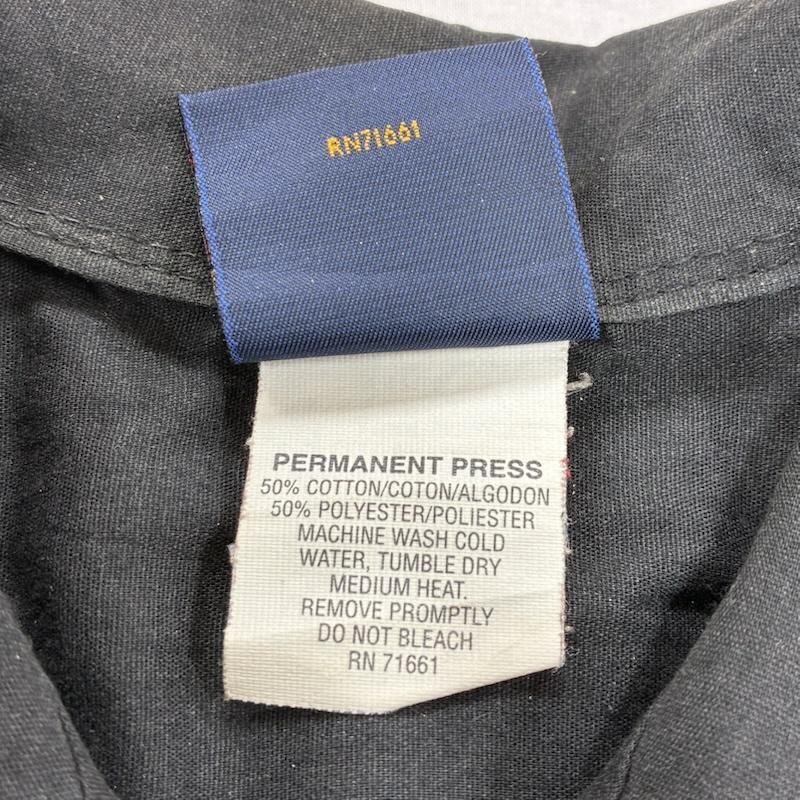 RN71661
PERMANENT PRESS
50% COTTON/COTON/ALGODON
50% POLYESTER/POLIESTER
MACHINE WASH COLD
WATER, TUMBLE DRY
MEDIUM HEAT.
REMOVE PROMPTLY
DO NOT BLEACH
RN 71661